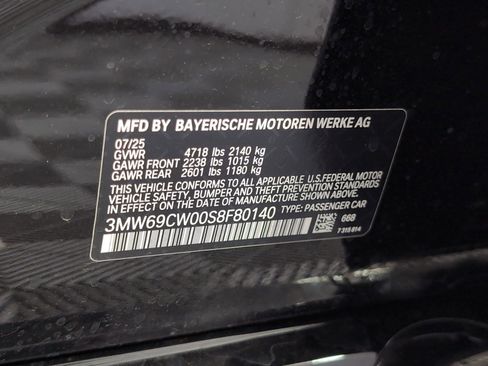 MFD BY BAYERISCHE MOTOREN WERKE AG
07/25
GVWR 4718 lbs 2140 kg
GAWR FRONT 2238 lbs 1015 kg
GAWR REAR 2601 lbs 1180 kg
THIS VEHICLE CONFORMS TO ALL APPLICABLE U.S.FEDERAL MOTOR
VEHICLE SAFETY, BUMPER, AND THEFT PREVENTION STANDARDS
IN EFFECT ON THE DATE OF MANUFACTURE SHOWN ABOVE.
3MW69CW00S8F80140 TYPE: PASSENGER CAR
668
7 315 814